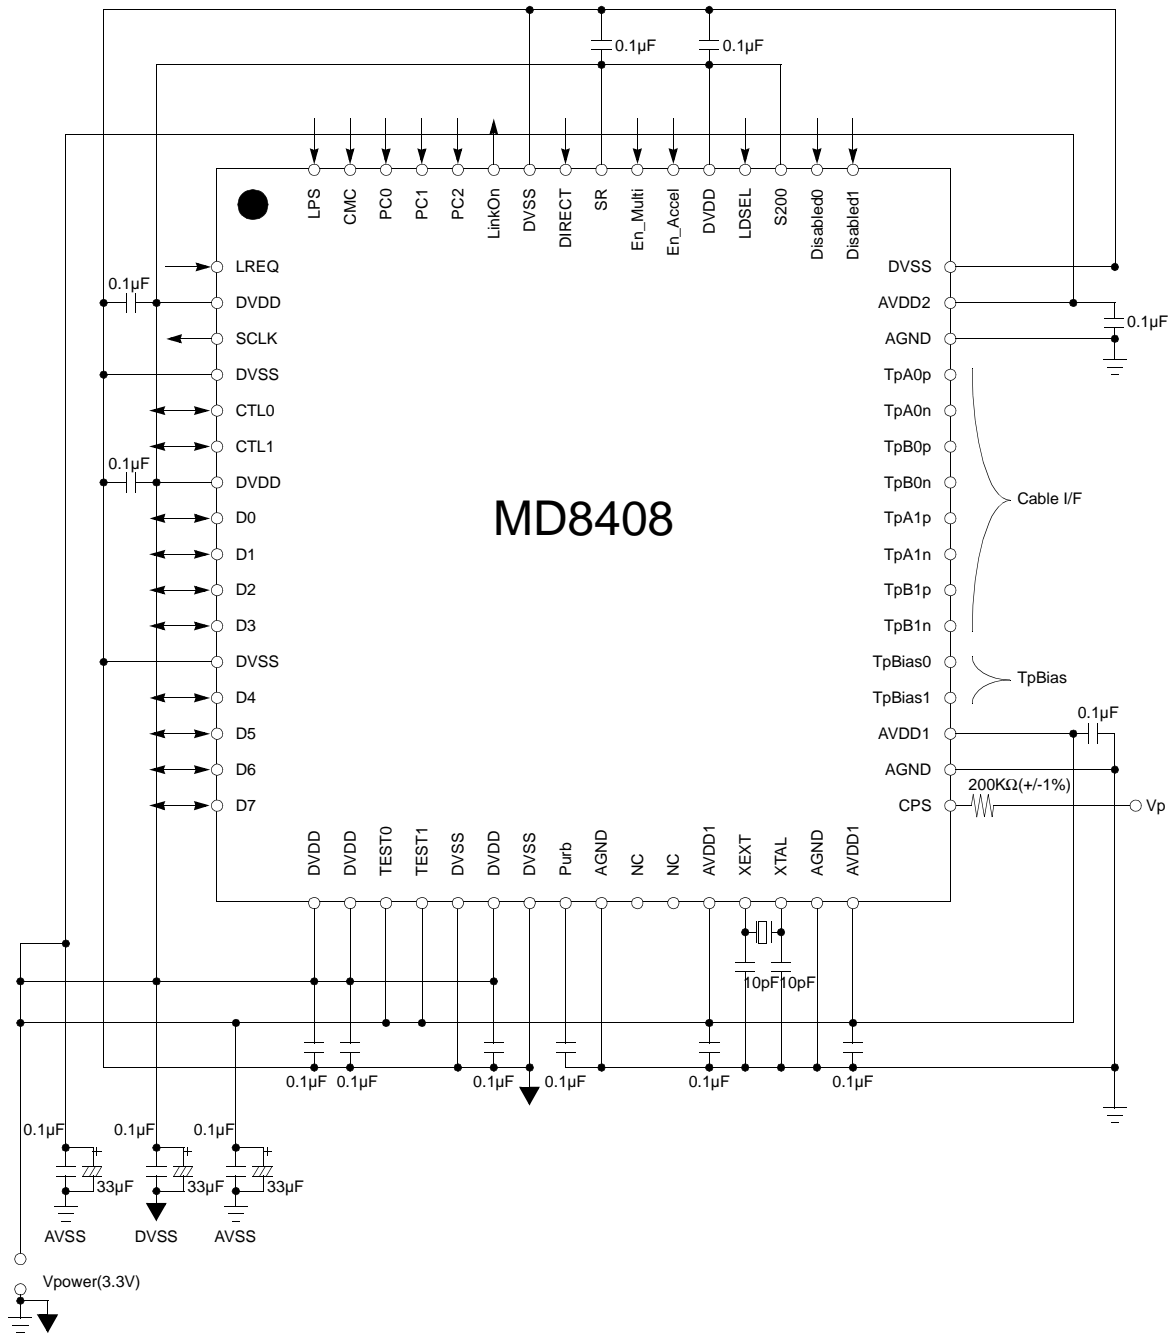 0.1µF 0.1µF
LPS CMC PC0 PC1 PC2 LinkOn DVSS DIRECT SR En_Multi En_Accel DVDD LDSEL S200 Disabled0 Disabled1
LREQ DVSS
0.1µF
DVDD AVDD2
0.1µF
SCLK AGND
DVSS TpA0p
CTL0 TpA0n
CTL1 TpB0p
0.1µF
DVDD TpB0n
Cable I/F
MD8408
D0 TpA1p
D1 TpA1n
D2 TpB1p
D3 TpB1n
DVSS TpBias0
TpBias
D4 TpBias1
0.1µF
D5 AVDD1
D6 AGND
200KΩ(+/-1%)
D7 CPS Vp
DVDD DVDD TEST0 TEST1 DVSS DVDD DVSS Purb AGND NC NC AVDD1 XEXT XTAL AGND AVDD1
10pF 10pF
0.1µF 0.1µF 0.1µF 0.1µF 0.1µF 0.1µF
0.1µF 0.1µF 0.1µF
+ + +
33µF 33µF 33µF
AVSS DVSS AVSS
Vpower(3.3V)